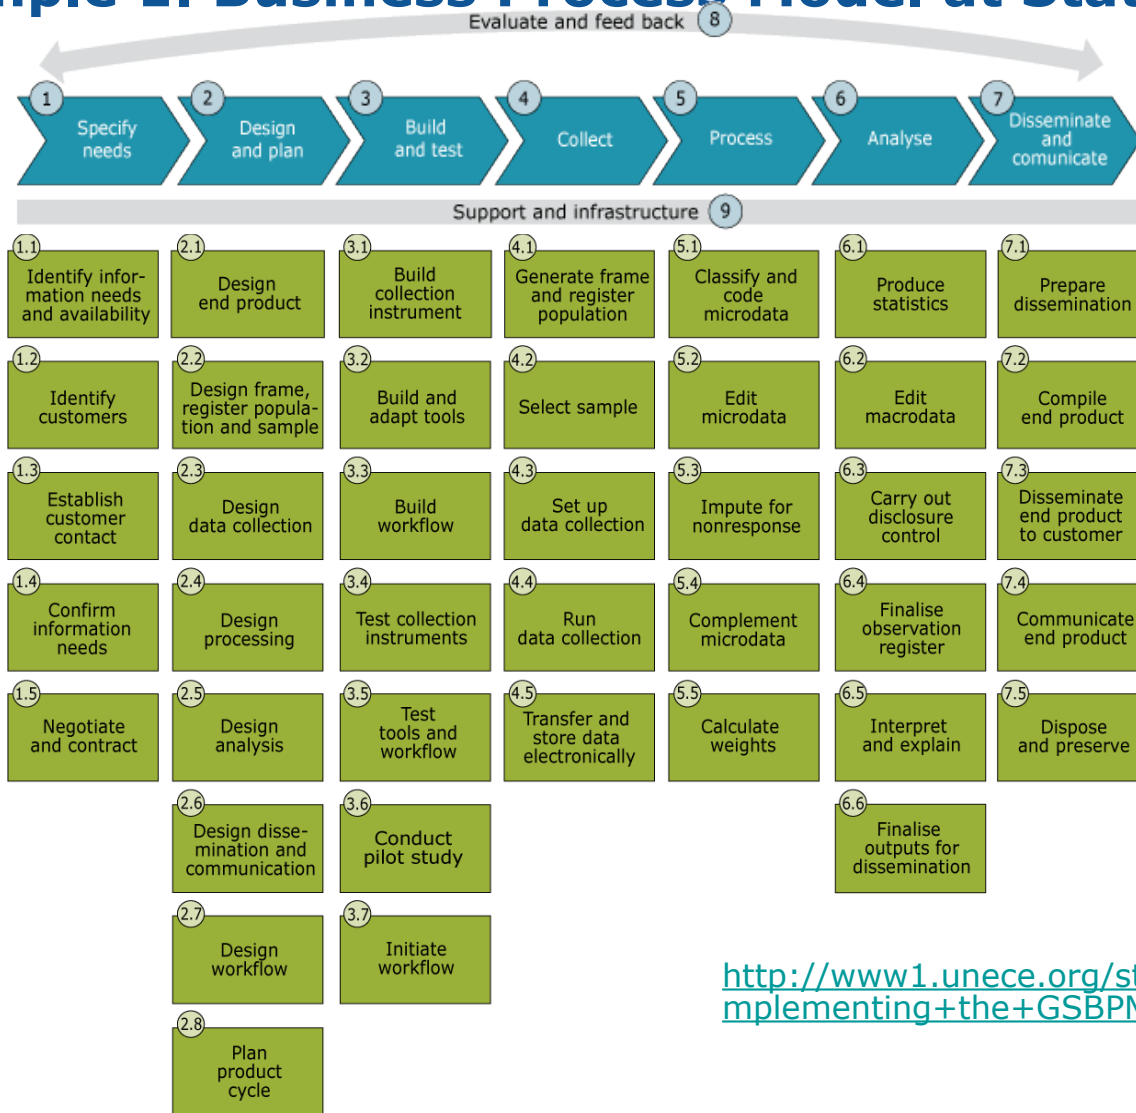 Business Process Model at
Evaluate and feed back 8
1
Specify
needs
2
Design
and plan
3
Build
and test
4
Collect
5
Process
6
Analyse
7
Disseminate
and
comunicate
Support and infrastructure 9
1.1
Identify infor-
mation needs
and availability
2.1
Design
end product
3.1
Build
collection
instrument
4.1
Generate frame
and register
population
5.1
Classify and
code
microdata
6.1
Produce
statistics
7.1
Prepare
dissemination
1.2
Identify
customers
2.2
Design frame,
register popula-
tion and sample
3.2
Build and
adapt tools
4.2
Select sample
5.2
Edit
microdata
6.2
Edit
macrodata
7.2
Compile
end product
1.3
Establish
customer
contact
2.3
Design
data collection
3.3
Build
workflow
4.3
Set up
data collection
5.3
Impute for
nonresponse
6.3
Carry out
disclosure
control
7.3
Disseminate
end product
to customer
1.4
Confirm
information
needs
2.4
Design
processing
3.4
Test collection
instruments
4.4
Run
data collection
5.4
Complement
microdata
6.4
Finalise
observation
register
7.4
Communicate
end product
1.5
Negotiate
and contract
2.5
Design
analysis
3.5
Test
tools and
workflow
4.5
Transfer and
store data
electronically
5.5
Calculate
weights
6.5
Interpret
and explain
7.5
Dispose
and preserve
2.6
Design disse-
mination and
communication
3.6
Conduct
pilot study
6.6
Finalise
outputs for
dissemination
2.7
Design
workflow
3.7
Initiate
workflow
2.8
Plan
product
cycle
http://www1.unece.org/st
mplementing+the+GSBPM